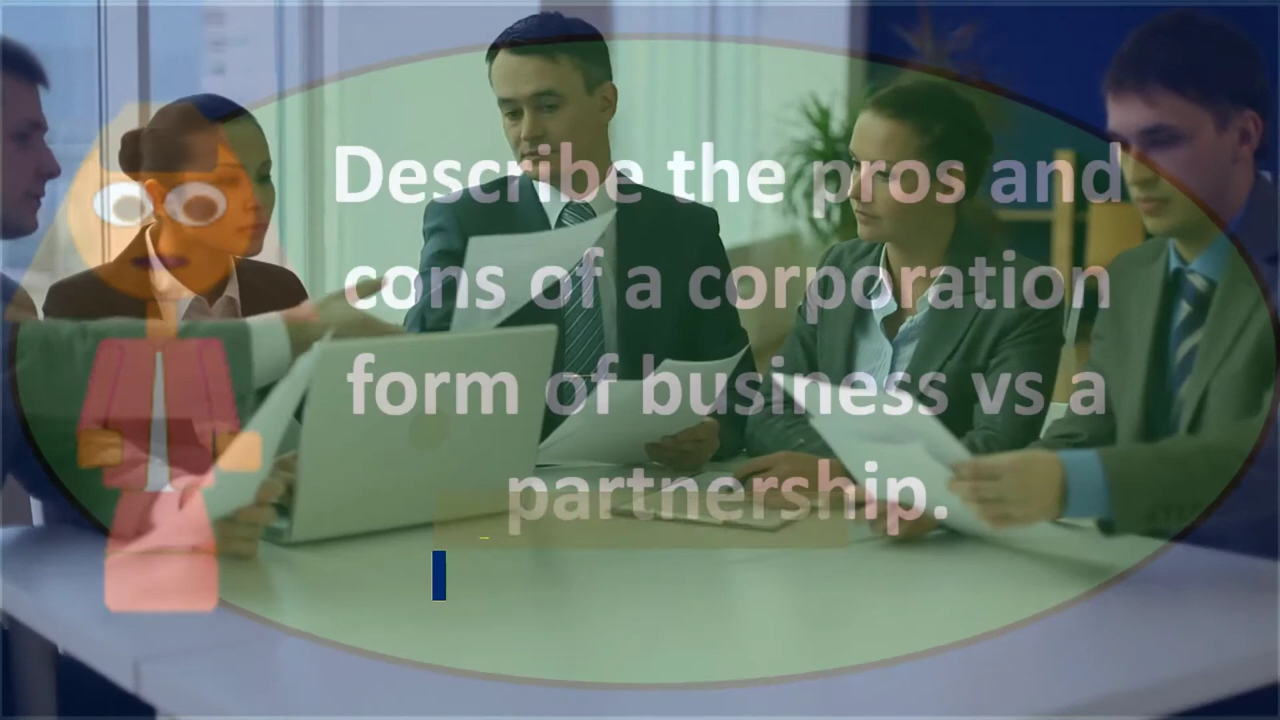 Describe the pros and
cons of a corporation
form of business vs a
partnership.